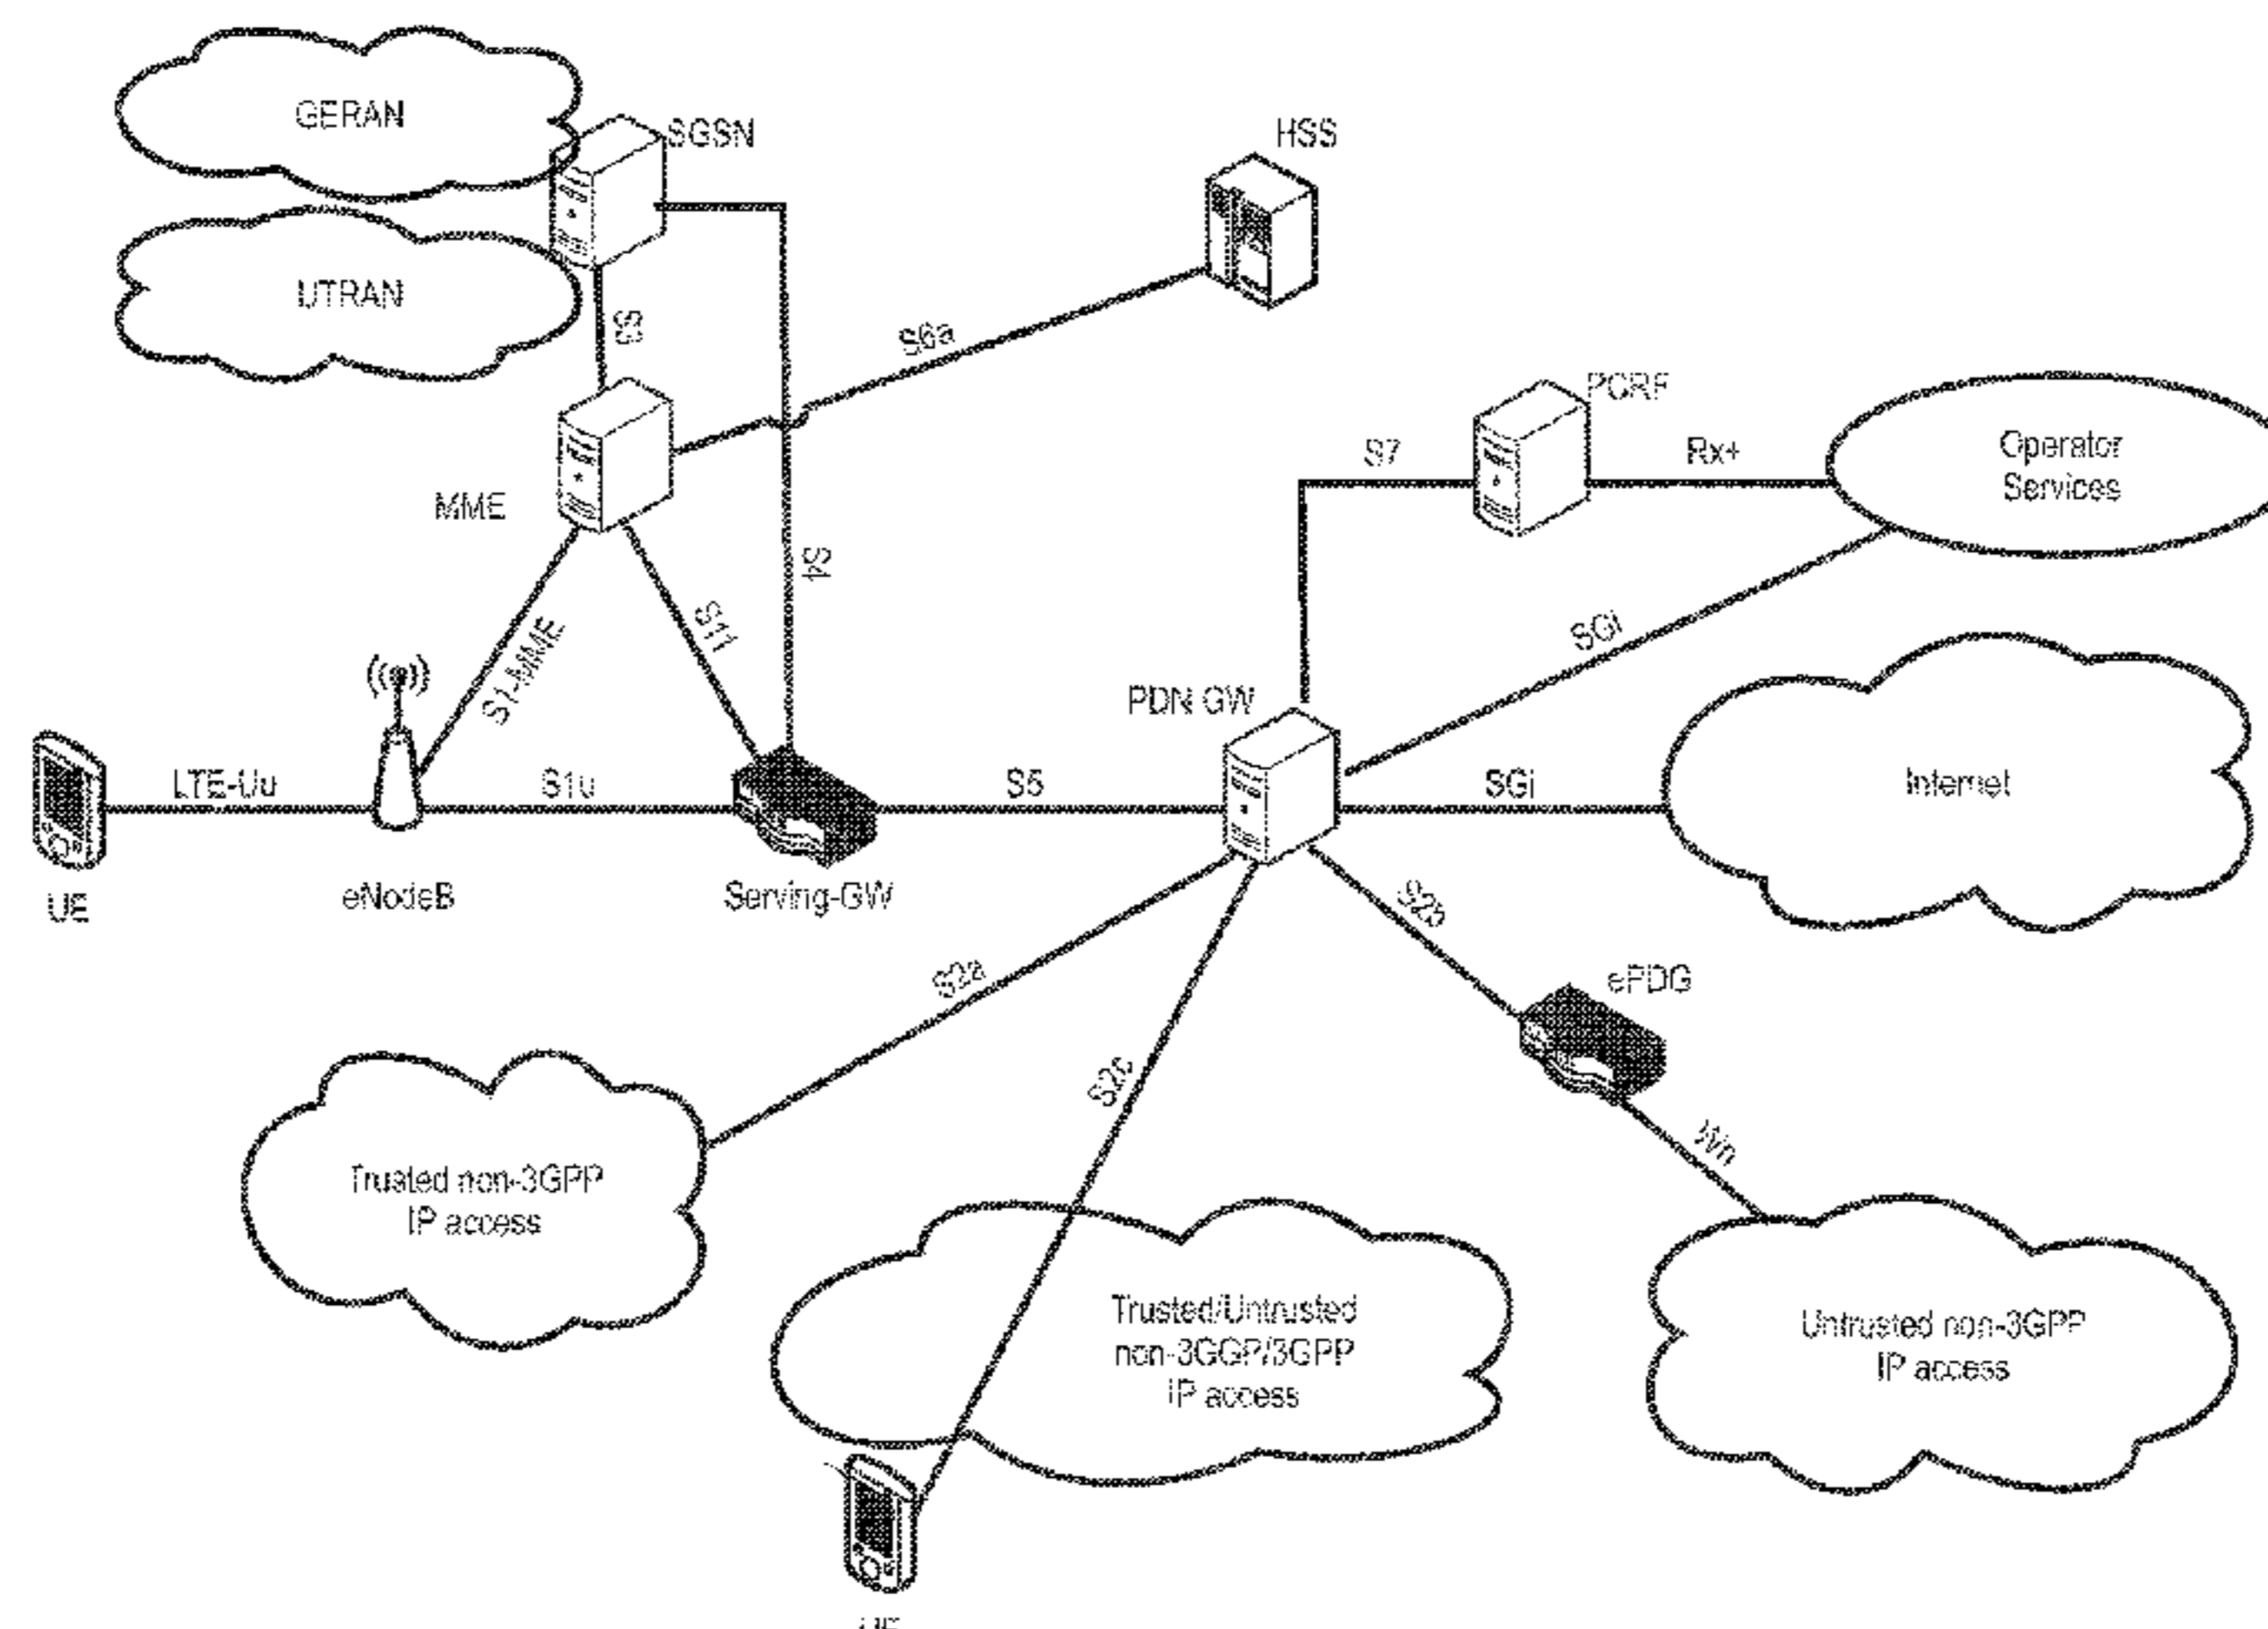 GERAN
SGSN
HSS
UTRAN
S3
S6a
PCRF
S7
Rx+
Operator
Services
MME
S4
S11
S1-MME
SGi
PDN GW
LTE-Uu
S1u
S5
SGi
Internet
UE
eNodeB
Serving-GW
S2b
S2a
ePDG
S2c
Wn
Trusted non-3GPP
IP access
Trusted/Untrusted
non-3GGP/3GPP
IP access
Untrusted non-3GPP
IP access